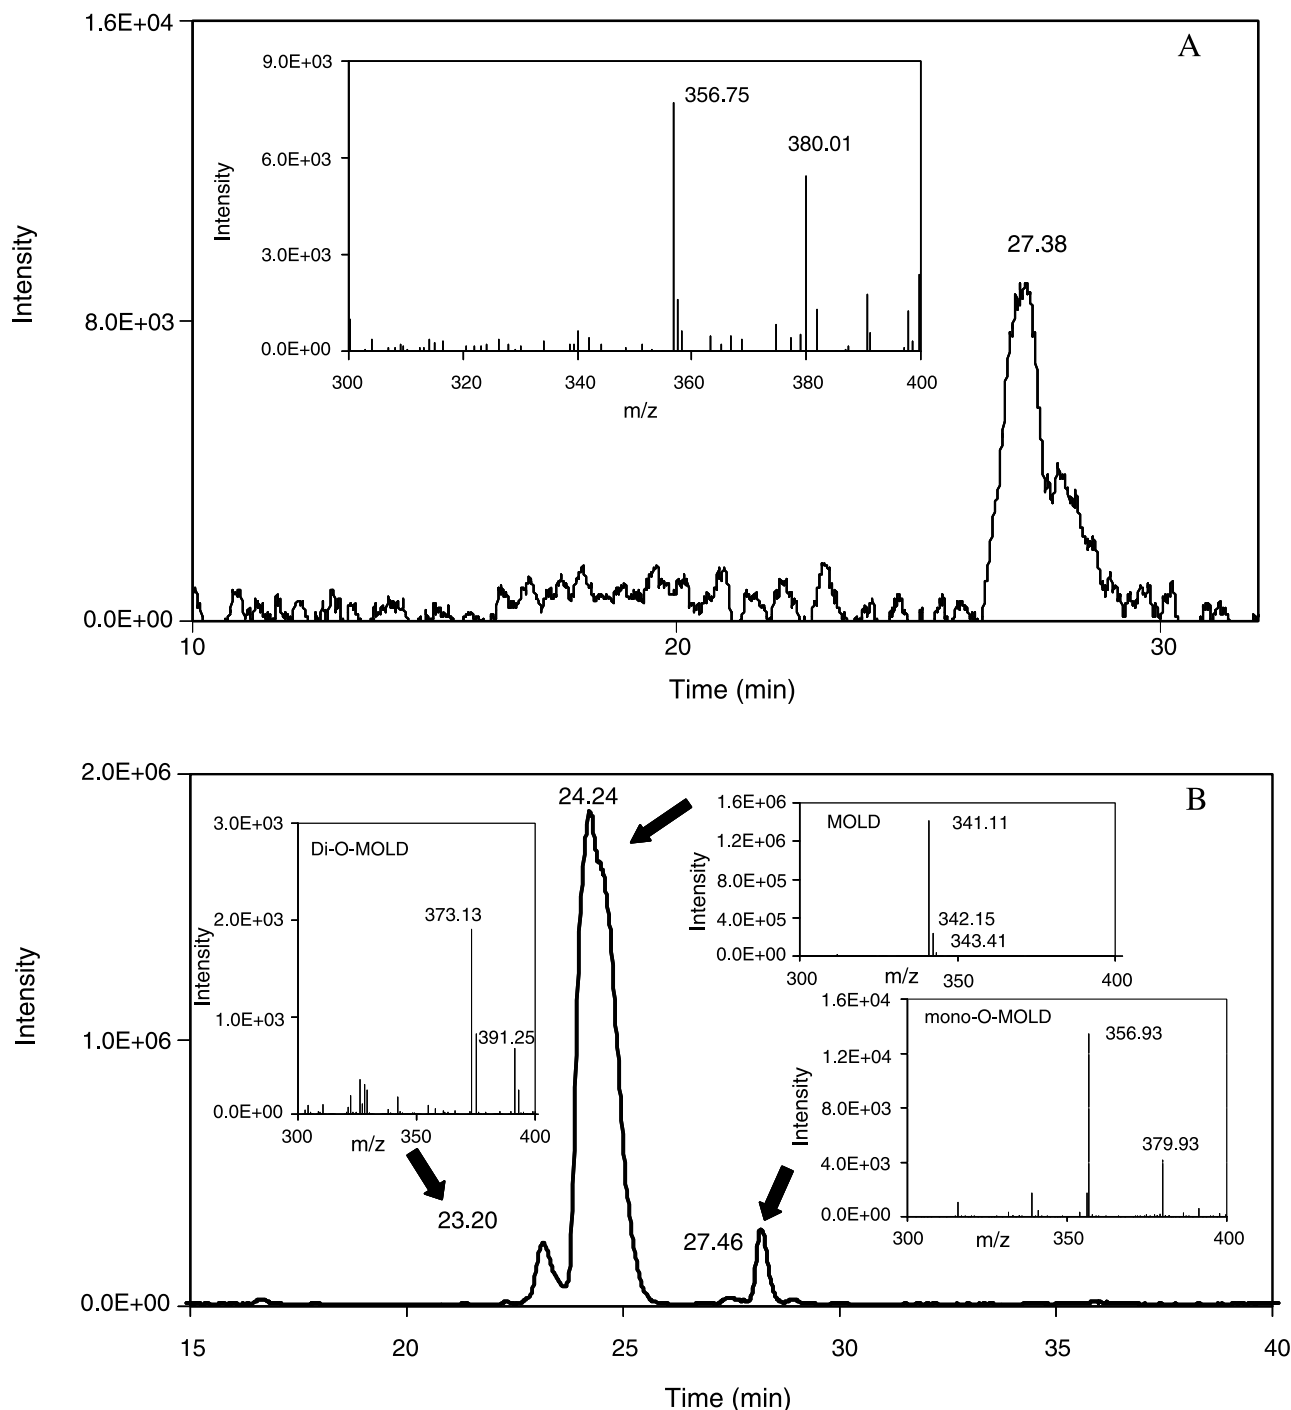 1.6E+04
A
9.0E+03
356.75
380.01
6.0E+03
Intensity
3.0E+03
0.0E+00
300
320
340
360
380
400
m/z
27.38
Intensity
8.0E+03
0.0E+00
10
20
30
Time (min)
2.0E+06
B
24.24
3.0E+03
Di-O-MOLD
373.13
2.0E+03
Intensity
1.0E+03
391.25
0.0E+00
300
350
400
m/z
1.6E+06
MOLD
341.11
1.2E+06
Intensity
8.0E+05
342.15
4.0E+05
343.41
0.0E+00
300
m/z
350
400
1.6E+04
mono-O-MOLD
356.93
1.2E+04
8.0E+03
Intensity
379.93
4.0E+03
0.0E+00
300
m/z
350
400
Intensity
1.0E+06
23.20
27.46
0.0E+00
15
20
25
30
35
40
Time (min)